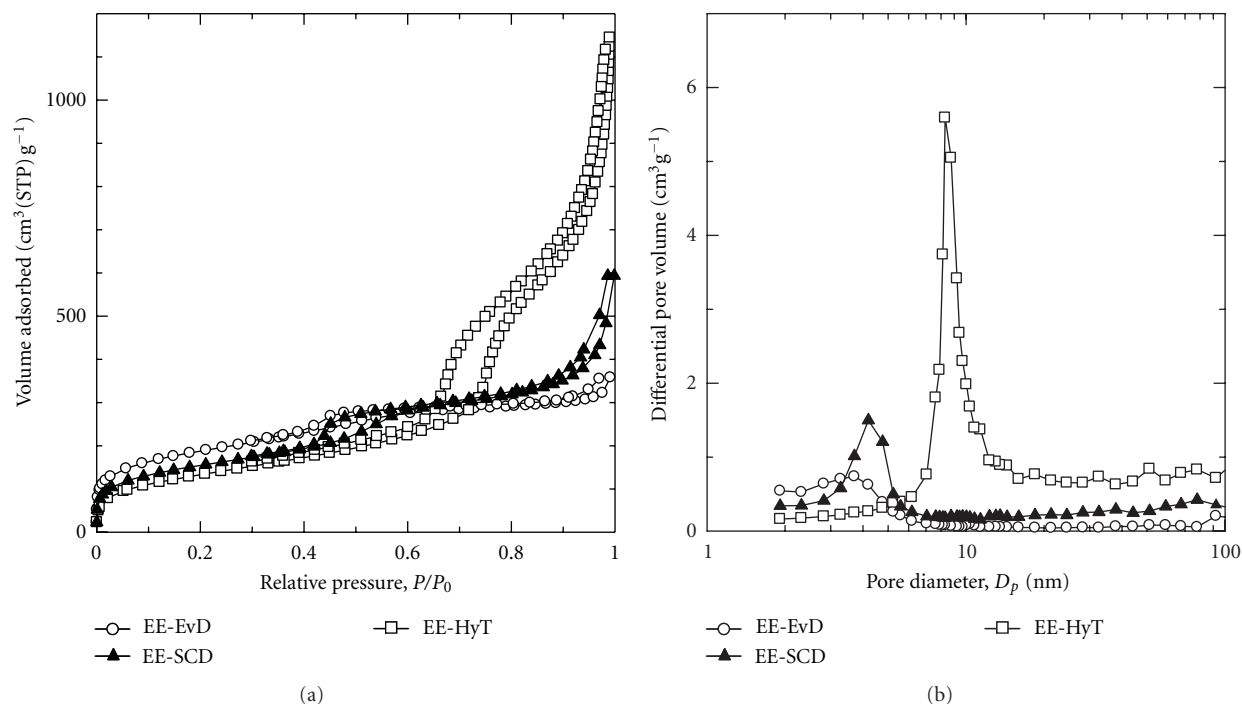 Volume adsorbed (cm³ (STP) g⁻¹)
1000
500
0
0
0.2
0.4
0.6
0.8
1
Relative pressure, P/P₀
EE-EvD
EE-SCD
EE-HyT
(a)
Differential pore volume (cm³g⁻¹)
6
4
2
0
1
10
100
Pore diameter, Dₚ (nm)
EE-EvD
EE-SCD
EE-HyT
(b)